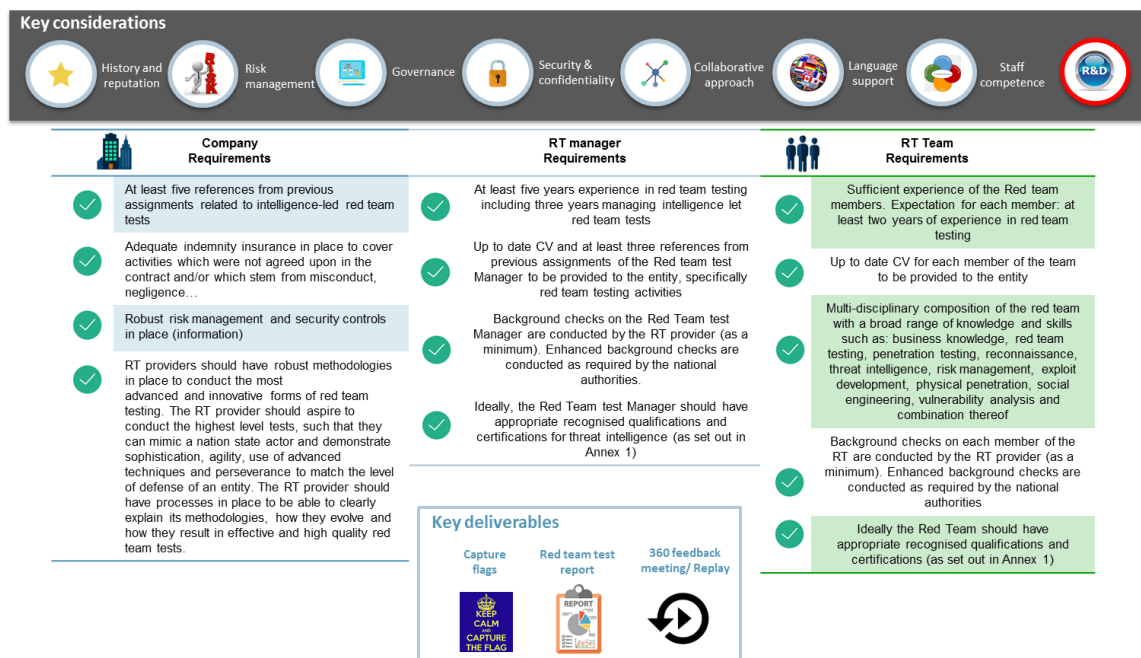 Key considerations
History and
reputation
RISK
Risk
management
Governance
Security &
confidentiality
Collaborative
approach
Language
support
Staff
competence
R&D
Company
Requirements
At least five references from previous
assignments related to intelligence-led red team
tests
Adequate indemnity insurance in place to cover
activities which were not agreed upon in the
contract and/or which stem from misconduct,
negligence…
Robust risk management and security controls
in place (information)
RT providers should have robust methodologies
in place to conduct the most
advanced and innovative forms of red team
testing. The RT provider should aspire to
conduct the highest level tests, such that they
can mimic a nation state actor and demonstrate
sophistication, agility, use of advanced
techniques and perseverance to match the level
of defense of an entity. The RT provider should
have processes in place to be able to clearly
explain its methodologies, how they evolve and
how they result in effective and high quality red
team tests.
RT manager
Requirements
At least five years experience in red team testing
including three years managing intelligence let
red team tests
Up to date CV and at least three references from
previous assignments of the Red team test
Manager to be provided to the entity, specifically
red team testing activities
Background checks on the Red Team test
Manager are conducted by the RT provider (as a
minimum). Enhanced background checks are
conducted as required by the national
authorities.
Ideally, the Red Team test Manager should have
appropriate recognised qualifications and
certifications for threat intelligence (as set out in
Annex 1)
RT Team
Requirements
Sufficient experience of the Red team
members. Expectation for each member: at
least two years of experience in red team
testing
Up to date CV for each member of the team
to be provided to the entity
Multi-disciplinary composition of the red team
with a broad range of knowledge and skills
such as: business knowledge, red team
testing, penetration testing, reconnaissance,
threat intelligence, risk management, exploit
development, physical penetration, social
engineering, vulnerability analysis and
combination thereof
Background checks on each member of the
RT are conducted by the RT provider (as a
minimum). Enhanced background checks are
conducted as required by the national
authorities
Ideally the Red Team should have
appropriate recognised qualifications and
certifications (as set out in Annex 1)
Key deliverables
Capture
flags
KEEP
CALM
AND
CAPTURE
THE FLAG
Red team test
report
REPORT
360 feedback
meeting/ Replay